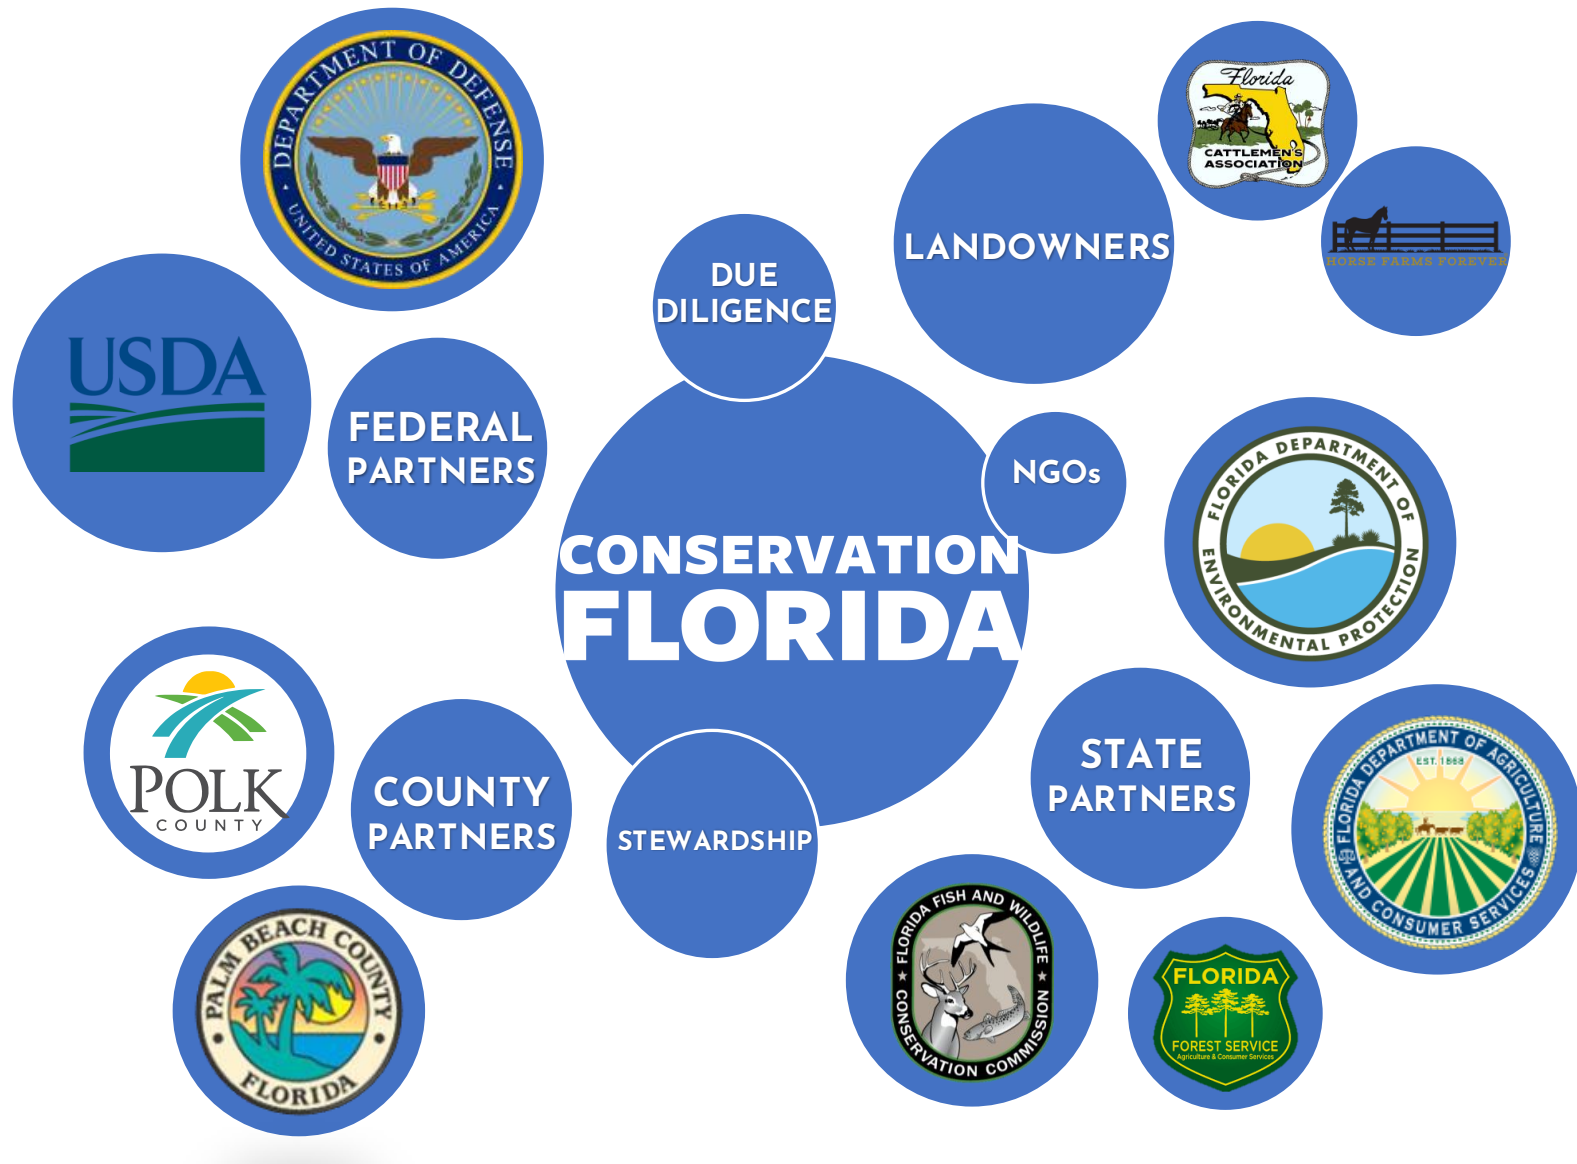 DEPARTMENT OF DEFENSE
UNITED STATES OF AMERICA
Florida
CATTLEMEN'S
ASSOCIATION
HORSE FARMS FOREVER
LANDOWNERS
DUE
DILIGENCE
USDA
FEDERAL
PARTNERS
NGOs
FLORIDA DEPARTMENT OF
ENVIRONMENTAL PROTECTION
CONSERVATION
FLORIDA
POLK
COUNTY
COUNTY
PARTNERS
STEWARDSHIP
STATE
PARTNERS
FLORIDA DEPARTMENT OF AGRICULTURE
AND CONSUMER SERVICES
EST. 1868
PALM BEACH COUNTY
FLORIDA
FLORIDA FISH AND WILDLIFE
CONSERVATION COMMISSION
FLORIDA
FOREST SERVICE
Agriculture & Consumer Services